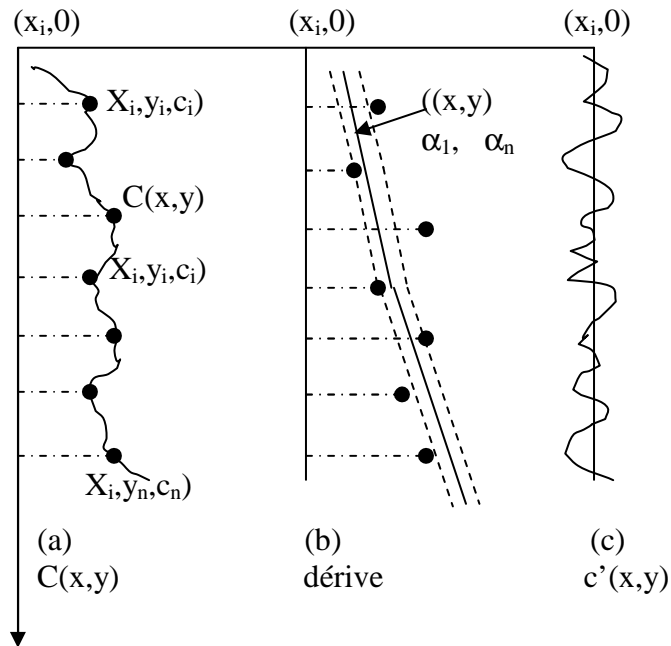 (xᵢ,0) (xᵢ,0) (xᵢ,0)
Xᵢ,yᵢ,cᵢ)
((x,y)
α₁, αₙ
C(x,y)
Xᵢ,yᵢ,cᵢ)
Xᵢ,yₙ,cₙ)
(a) (b) (c)
C(x,y) dérive c’(x,y)